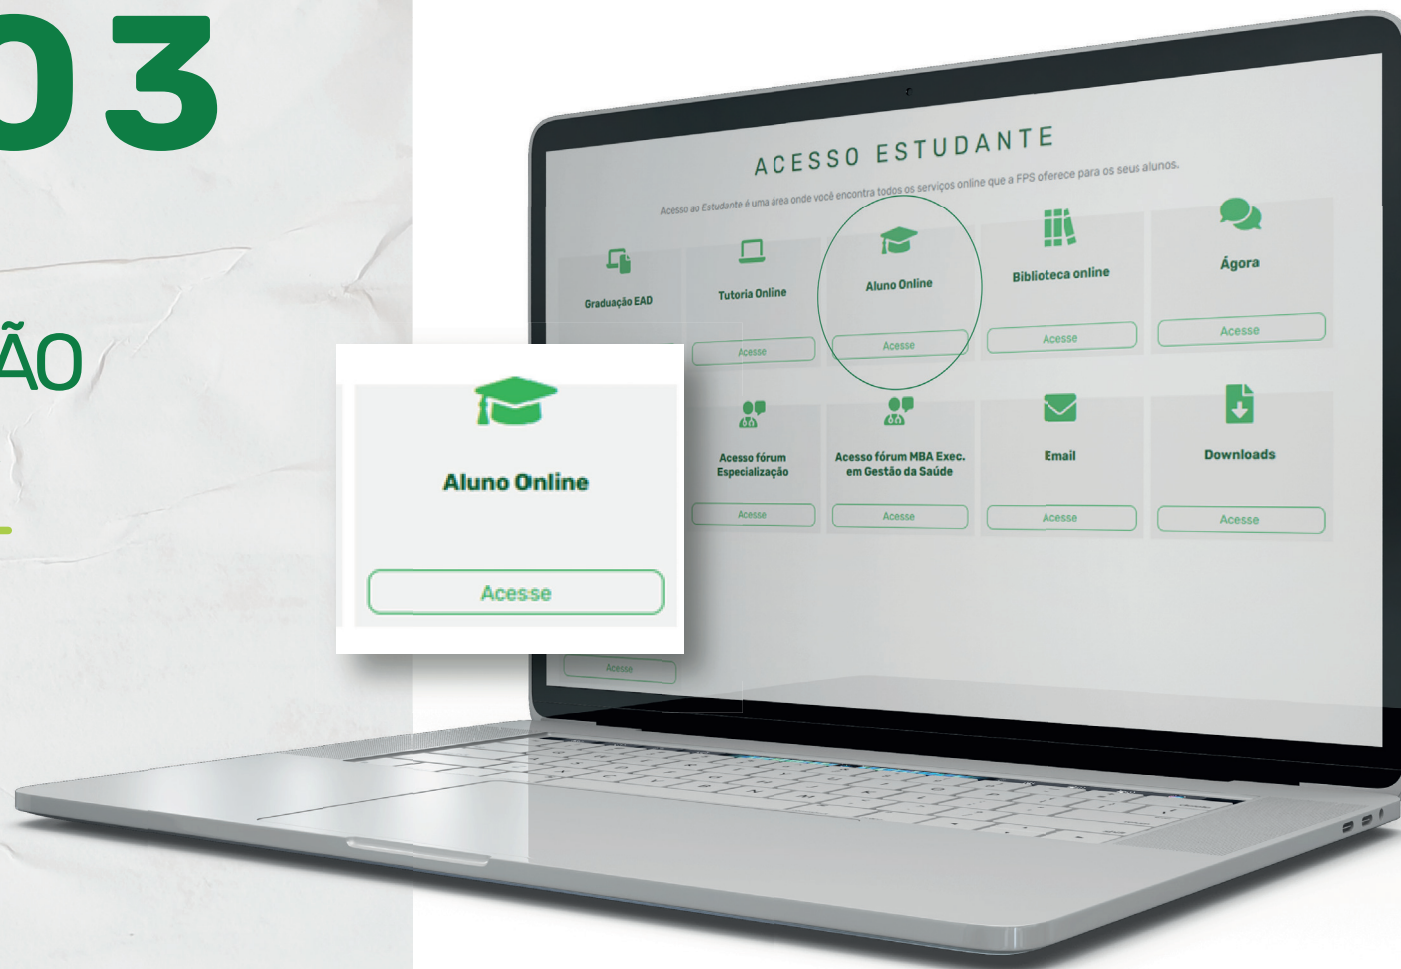 03
ÃO
ACESSO ESTUDANTE
Acesso ao Estudante é uma área onde você encontra todos os serviços online que a FPS oferece para os seus alunos.
Graduação EAD
Tutoria Online
Acesse
Aluno Online
Acesse
Biblioteca online
Acesse
Ágora
Acesse
Aluno Online
Acesse
Acesso fórum
Especialização
Acesse
Acesso fórum MBA Exec.
em Gestão da Saúde
Acesse
Email
Acesse
Downloads
Acesse
Acesse